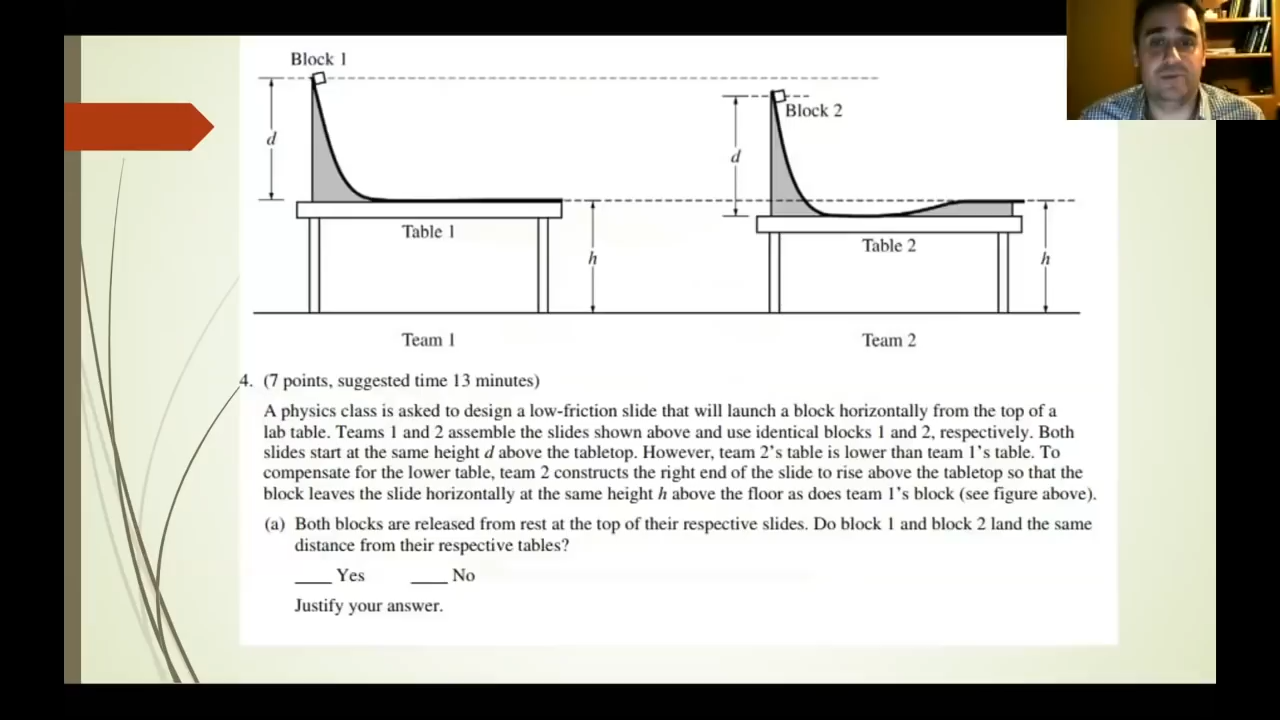 Block 1
Block 2
d
d
Table 1
Table 2
h
h
Team 1
Team 2
4. (7 points, suggested time 13 minutes)
A physics class is asked to design a low-friction slide that will launch a block horizontally from the top of a
lab table. Teams 1 and 2 assemble the slides shown above and use identical blocks 1 and 2, respectively. Both
slides start at the same height d above the tabletop. However, team 2's table is lower than team 1's table. To
compensate for the lower table, team 2 constructs the right end of the slide to rise above the tabletop so that the
block leaves the slide horizontally at the same height h above the floor as does team 1's block (see figure above).
(a) Both blocks are released from rest at the top of their respective slides. Do block 1 and block 2 land the same
distance from their respective tables?
____ Yes ____ No
Justify your answer.